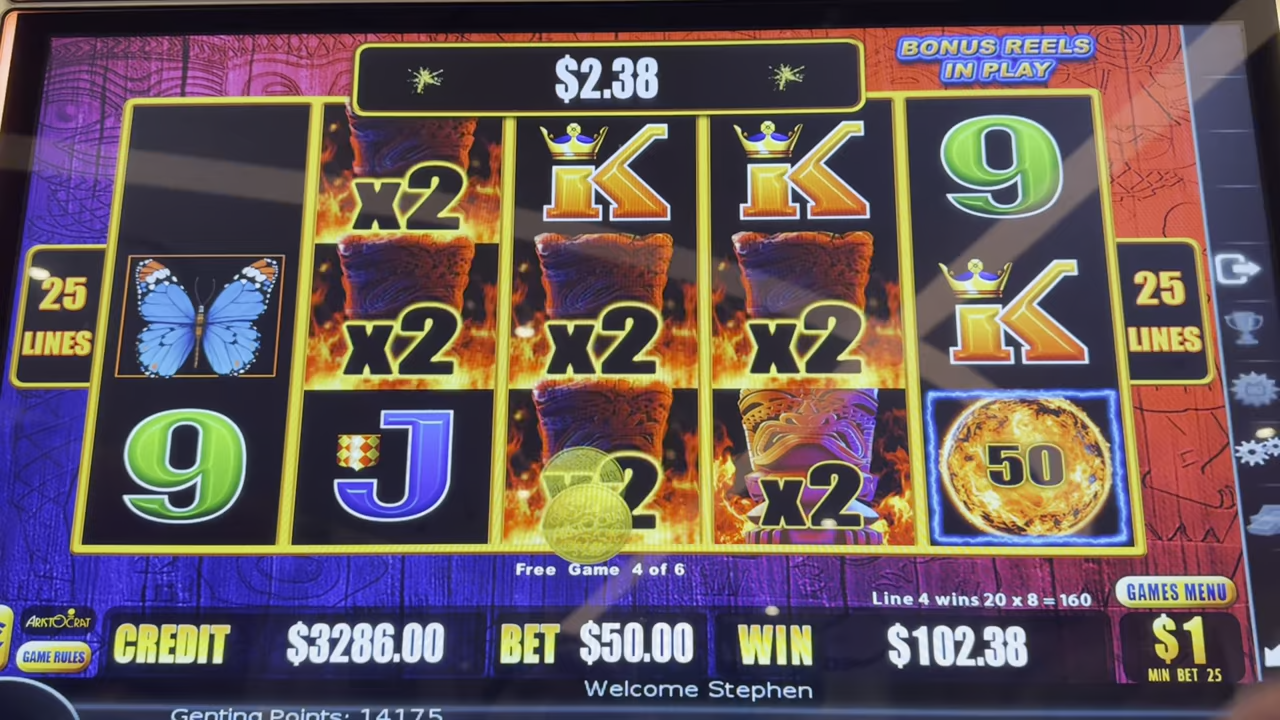 BONUS REELS
IN PLAY
$2.38
x2 K K 9
25
LINES
x2 x2 x2 K
25
LINES
9 J x2 50
Free Game 4 of 6
Line 4 wins 20 x 8 = 160
GAMES MENU
ARISTOCRAT
GAME RULES
CREDIT $3286.00 BET $50.00 WIN $102.38
$1
MIN BET 25
Welcome Stephen
Genting Points: 14175